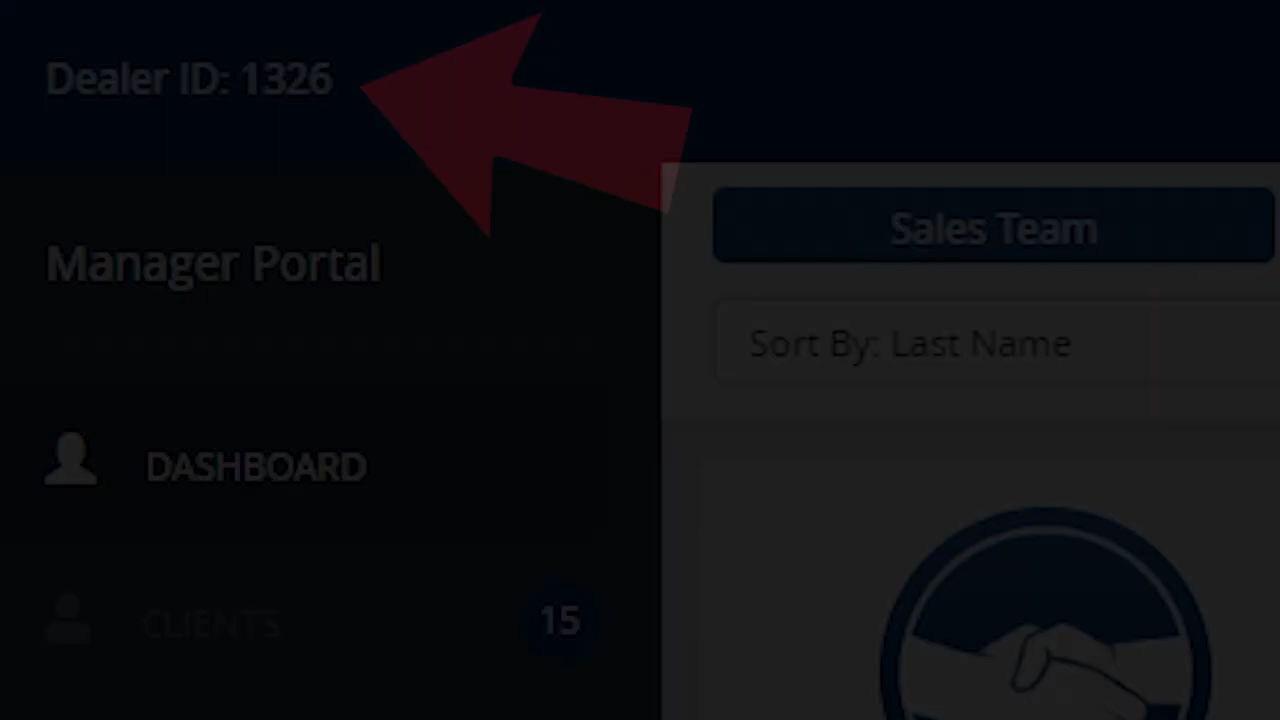 Dealer ID: 1326
Manager Portal
DASHBOARD
CLIENTS
15
Sales Team
Sort By: Last Name